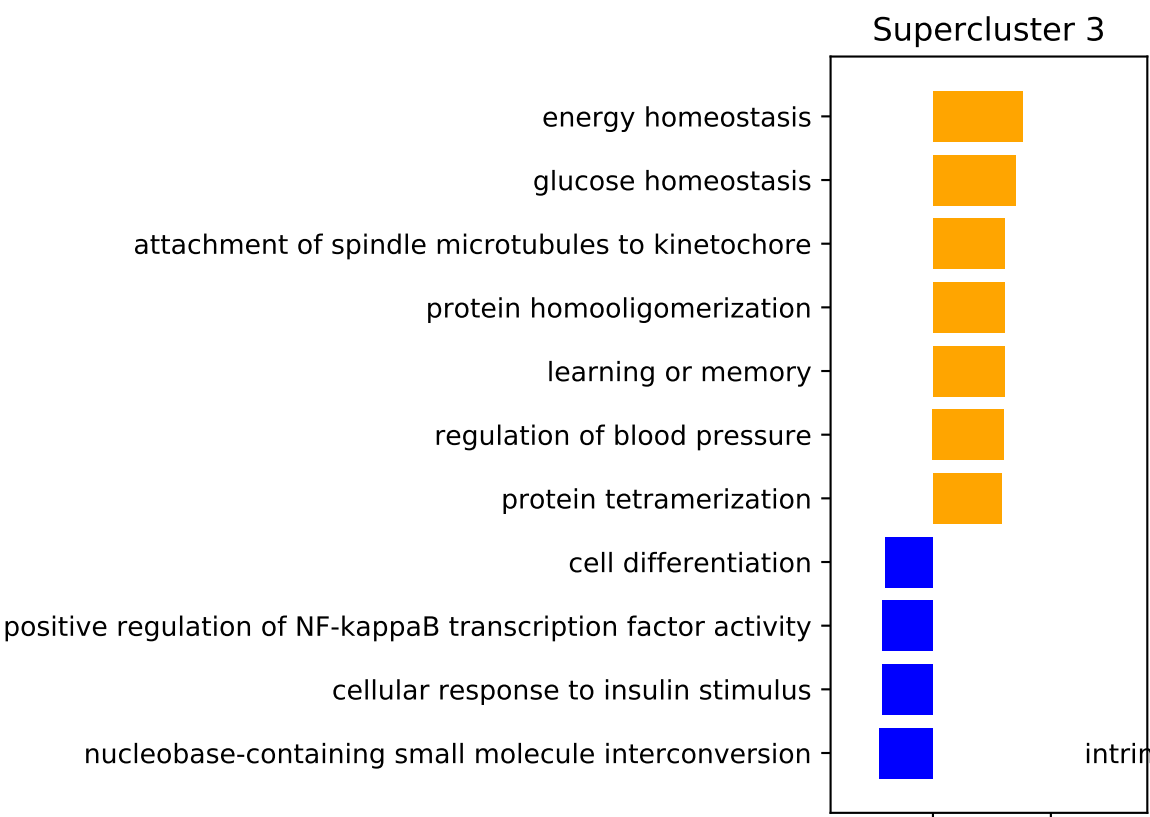 Supercluster 3
energy homeostasis
glucose homeostasis
attachment of spindle microtubules to kinetochore
protein homooligomerization
learning or memory
regulation of blood pressure
protein tetramerization
cell differentiation
positive regulation of NF-kappaB transcription factor activity
cellular response to insulin stimulus
nucleobase-containing small molecule interconversion